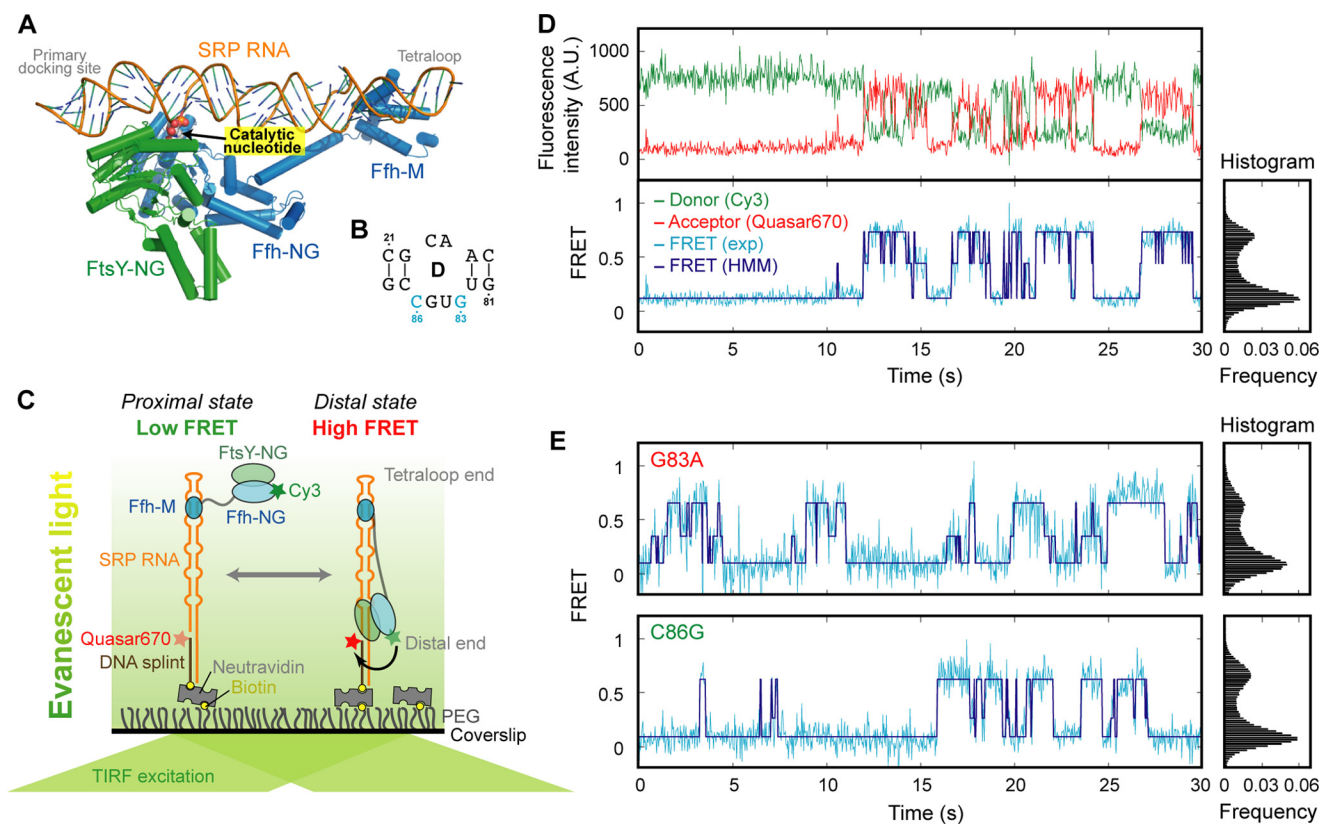 A
SRP RNA
Primary
docking site
Tetraloop
Catalytic
nucleotide
Ffh-M
Ffh-NG
FtsY-NG
B
21
CA
C G A C
D
G C U G
CGUG
86 83 81
C
Proximal state
Low FRET
Distal state
High FRET
FtsY-NG
Cy3
Ffh-M
Ffh-NG
Tetraloop end
SRP RNA
Quasar670
DNA splint
Distal end
Neutravidin
Biotin
PEG
Coverslip
TIRF excitation
Evanescent light
D
Fluorescence
intensity (A.U.)
1000
500
0
Histogram
Donor (Cy3)
Acceptor (Quasar670)
FRET (exp)
FRET (HMM)
FRET
1
0.5
0
0 5 10 15 20 25 30
Time (s)
0 0.03 0.06
Frequency
E
Histogram
G83A
1
0.5
0
FRET
C86G
1
0.5
0
0 5 10 15 20 25 30
Time (s)
0 0.03 0.06
Frequency